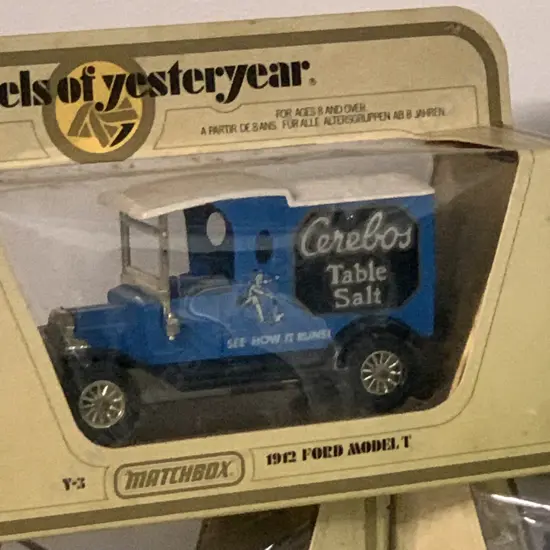 els of yesteryear®
FOR AGES 8 AND OVER
A PARTIR DE 8 ANS. FÜR ALLE ALTERSGRUPPEN AB 8 JAHREN.
Cerebos
Table
Salt
SEE HOW IT RUNS!
Y-3
MATCHBOX
1912 FORD MODEL T